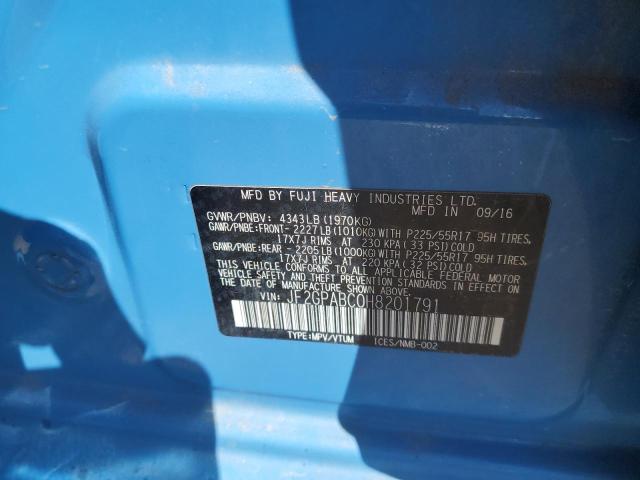 MFD BY FUJI HEAVY INDUSTRIES LTD.
MFD IN 09/16
GVWR/PNBV: 4343LB(1970KG)
GAWR/PNBE:FRONT- 2227LB(1010KG) WITH P225/55R17 95H TIRES,
17X7J RIMS AT 230 KPA(33 PSI)COLD
GAWR/PNBE:REAR - 2205LB(1000KG) WITH P225/55R17 95H TIRES,
17X7J RIMS AT 220 KPA(32 PSI)COLD
THIS VEHICLE CONFORMS TO ALL APPLICABLE FEDERAL MOTOR
VEHICLE SAFETY AND THEFT PREVENTION STANDARDS IN EFFECT ON
THE DATE OF MANUFACTURE SHOWN ABOVE.
VIN: JF2GPABC0H8201791
TYPE:MPV/VTUM ICES/NMB-002